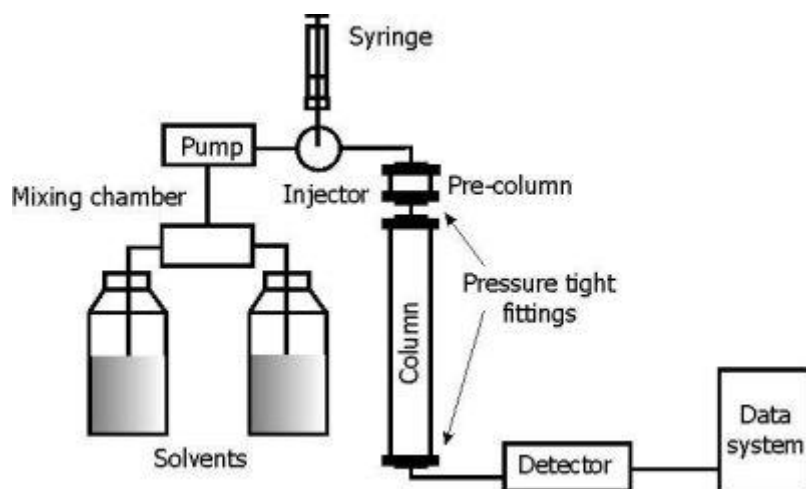 Syringe
Pump
Mixing chamber
Injector
Pre-column
Pressure tight
fittings
Column
Solvents
Detector
Data
system